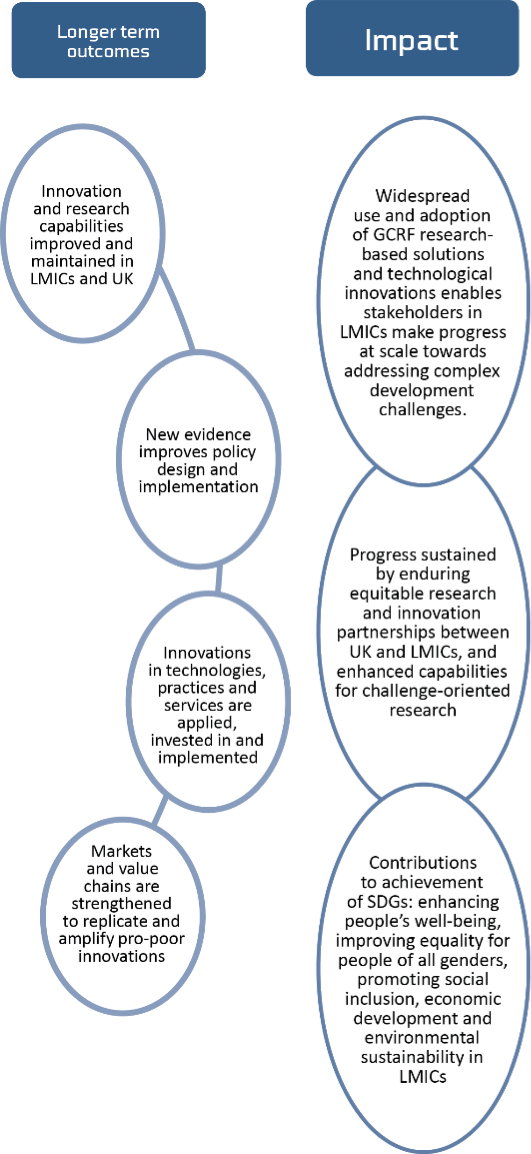 Longer term
outcomes
Innovation
and research
capabilities
improved and
maintained in
LMICs and UK
New evidence
improves policy
design and
implementation
Innovations
in technologies,
practices and
services are
applied,
invested in and
implemented
Markets
and value
chains are
strengthened
to replicate and
amplify pro-poor
innovations
Impact
Widespread
use and adoption
of GCRF research-
based solutions
and technological
innovations enables
stakeholders in
LMICs make progress
at scale towards
addressing complex
development
challenges.
Progress sustained
by enduring
equitable research
and innovation
partnerships between
UK and LMICs, and
enhanced capabilities
for challenge-oriented
research
Contributions
to achievement
of SDGs: enhancing
people’s well-being,
improving equality for
people of all genders,
promoting social
inclusion, economic
development and
environmental
sustainability in
LMICs